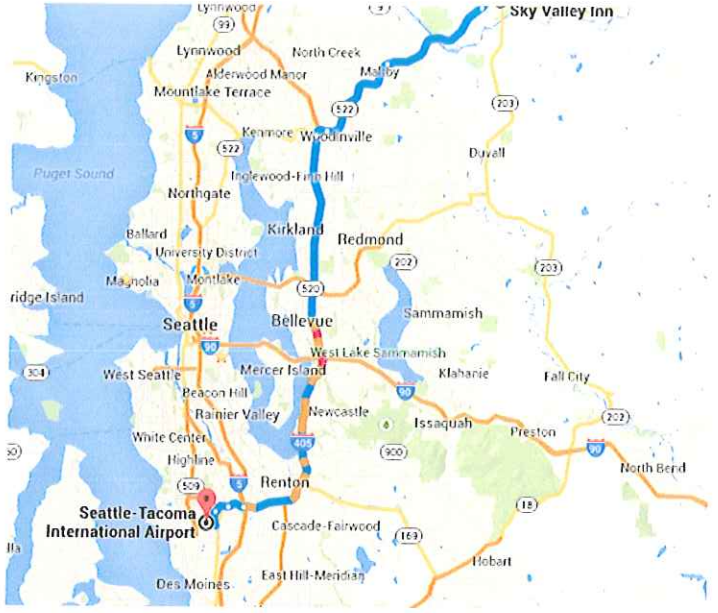 Lynnwood
9
Sky Valley Inn
99
Lynnwood
North Creek
Kingston
Alderwood Manor
Maltby
Mountlake Terrace
522
203
5
Kenmore
Woodinville
522
Duvall
Puget Sound
Inglewood-Finn Hill
Northgate
Kirkland
Ballard
Redmond
University District
202
203
Magnolia
Montlake
5
520
ridge Island
Sammamish
Seattle
Bellevue
90
West Lake Sammamish
304
West Seattle
Mercer Island
Klahanie
Fall City
Beacon Hill
90
Rainier Valley
Newcastle
Issaquah
202
White Center
405
Preston
Highline
900
90
North Bend
509
5
Renton
Seattle-Tacoma
International Airport
18
Cascade-Fairwood
169
Hobart
Des Moines
East Hill-Meridian